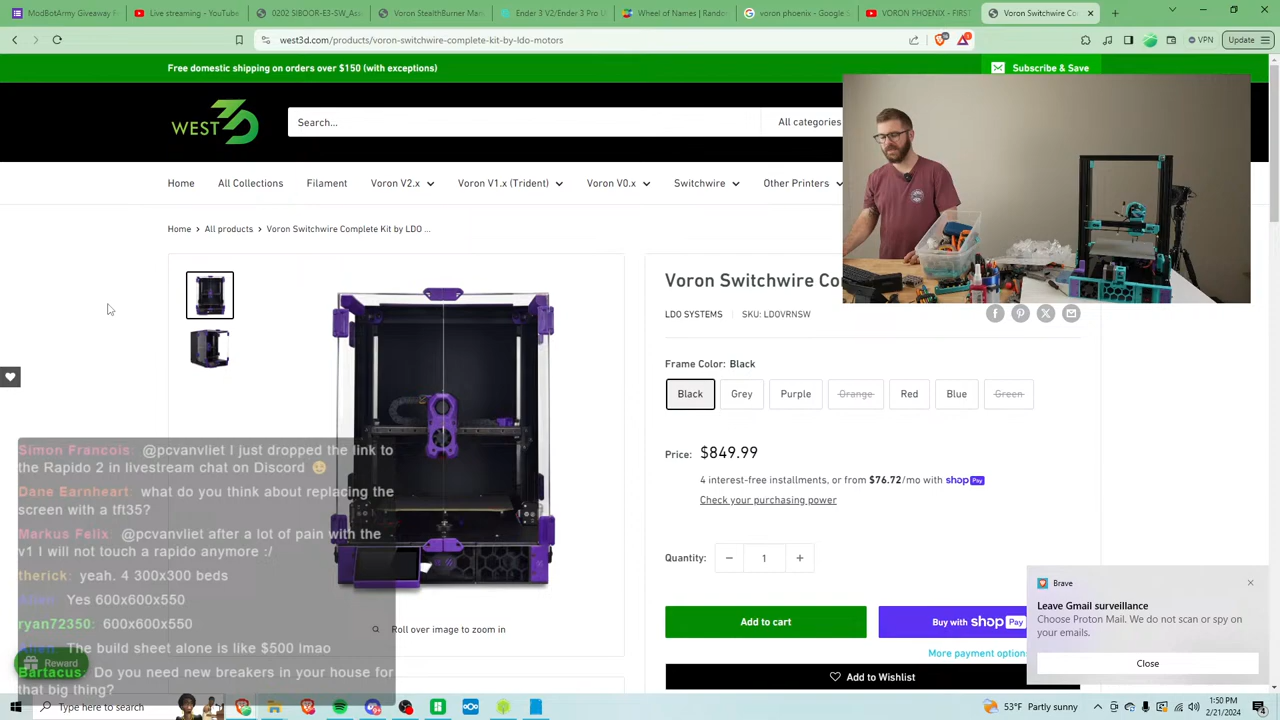 ModBotArmy Givea
Livestreaming - YouTube
0202 SIBOOR-E3-SW_Asse
Voron StealthBurner Man
Ender 3 V2/Ender 3 Pro U
Wheel of Names | Rando
voron phoenix - Google S
VORON PHOENIX - FIRST
Voron Switchwire Com
west3d.com/products/voron-switchwire-complete-kit-by-ldo-motors
VPN
Update
Free domestic shipping on orders over $150 (with exceptions)
Subscribe & Save
WEST3D
Search...
All categories
Home
All Collections
Filament
Voron V2.x
Voron V1.x (Trident)
Voron V0.x
Switchwire
Other Printers
Home > All products > Voron Switchwire Complete Kit by LDO ...
Voron Switchwire Co
LDO SYSTEMS
SKU: LDOVRNSW
Frame Color: Black
Black
Grey
Purple
Orange
Red
Blue
Green
Price: $849.99
4 interest-free installments, or from $76.72/mo with shop Pay
Check your purchasing power
Quantity: − 1 +
Add to cart
Buy with shop Pay
More payment option
Add to Wishlist
Roll over image to zoom in
Simon Francois: @pcvanvliet I just dropped the link to
the Rapido 2 in livestream chat on Discord
Dane Earnheart: what do you think about replacing the
screen with a tft35?
Markus Felix: @pcvanvliet after a lot of pain with the
v1 I will not touch a rapido anymore :/
therick: yeah. 4 300x300 beds
Yes 600x600x550
ryan72350: 600x600x550
The build sheet alone is like $500 lmao
Bartacus: Do you need new breakers in your house for
that big thing?
Reward
Brave
Leave Gmail surveillance
Choose Proton Mail. We do not scan or spy on
your emails.
Close
Type here to search
53°F Partly sunny
1:50 PM
2/21/2024